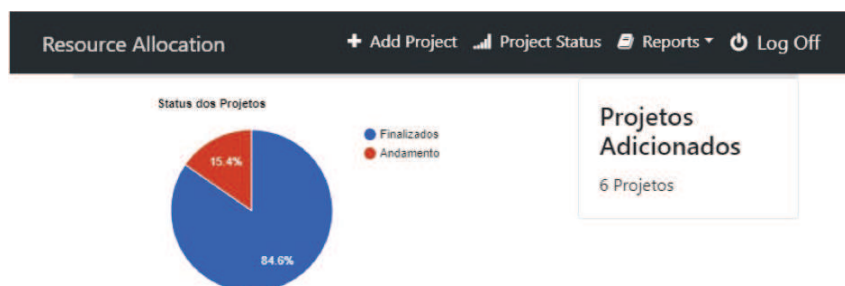 Resource Allocation
Add Project
Project Status
Reports
Log Off
Status dos Projetos
Finalizados
Andamento
15.4%
84.6%
Projetos
Adicionados
6 Projetos